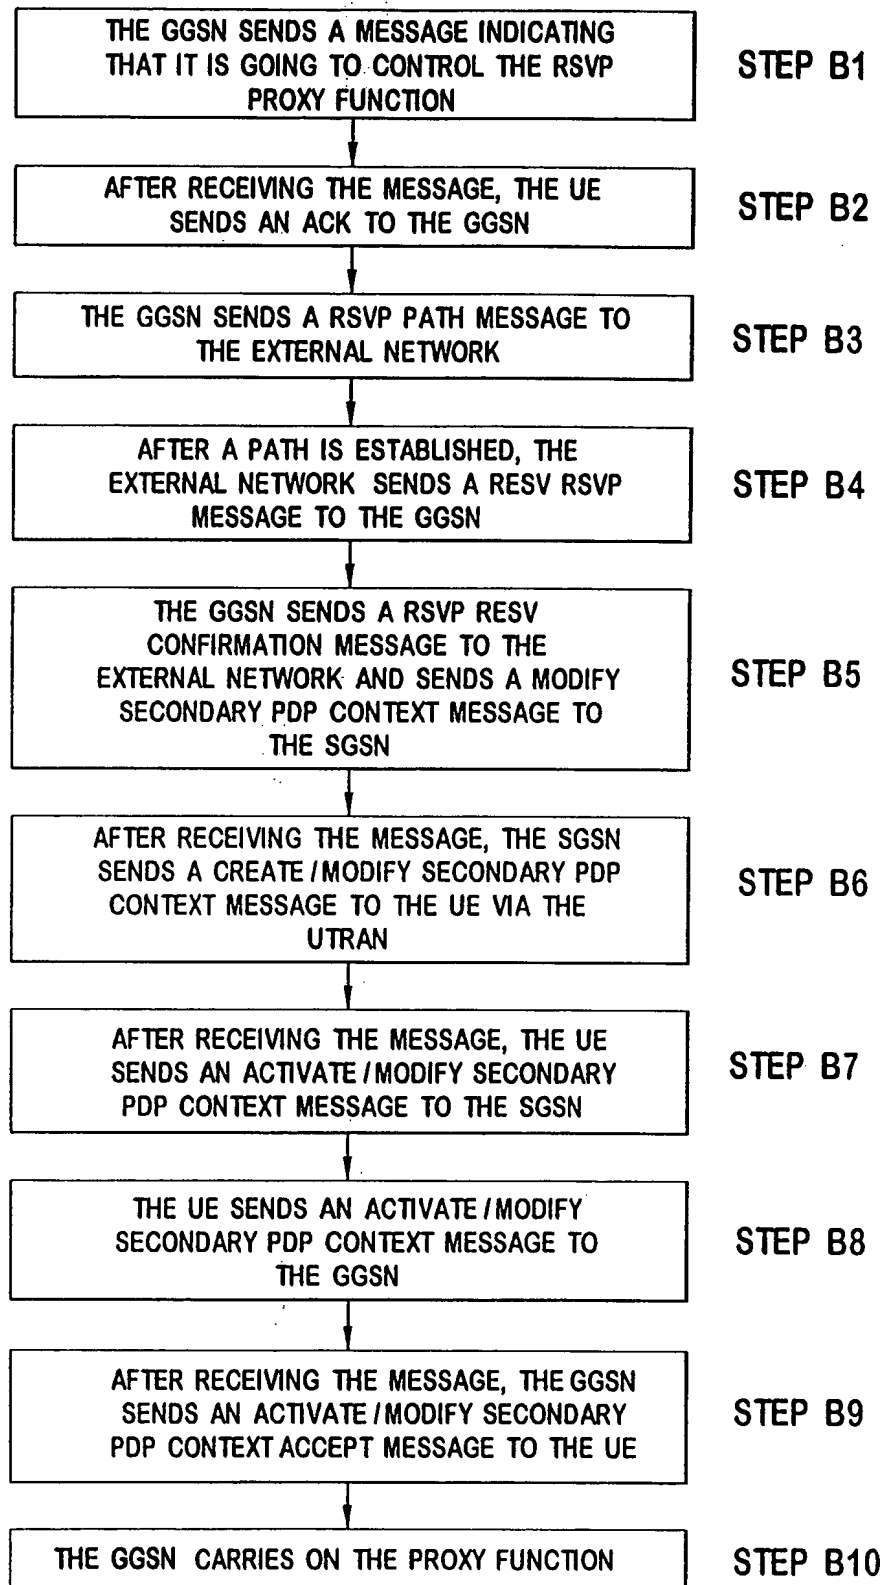 THE GGSN SENDS A MESSAGE INDICATING
THAT IT IS GOING TO CONTROL THE RSVP
PROXY FUNCTION
STEP B1
AFTER RECEIVING THE MESSAGE, THE UE
SENDS AN ACK TO THE GGSN
STEP B2
THE GGSN SENDS A RSVP PATH MESSAGE TO
THE EXTERNAL NETWORK
STEP B3
AFTER A PATH IS ESTABLISHED, THE
EXTERNAL NETWORK SENDS A RESV RSVP
MESSAGE TO THE GGSN
STEP B4
THE GGSN SENDS A RSVP RESV
CONFIRMATION MESSAGE TO THE
EXTERNAL NETWORK AND SENDS A MODIFY
SECONDARY PDP CONTEXT MESSAGE TO
THE SGSN
STEP B5
AFTER RECEIVING THE MESSAGE, THE SGSN
SENDS A CREATE/MODIFY SECONDARY PDP
CONTEXT MESSAGE TO THE UE VIA THE
UTRAN
STEP B6
AFTER RECEIVING THE MESSAGE, THE UE
SENDS AN ACTIVATE/MODIFY SECONDARY
PDP CONTEXT MESSAGE TO THE SGSN
STEP B7
THE UE SENDS AN ACTIVATE/MODIFY
SECONDARY PDP CONTEXT MESSAGE TO
THE GGSN
STEP B8
AFTER RECEIVING THE MESSAGE, THE GGSN
SENDS AN ACTIVATE/MODIFY SECONDARY
PDP CONTEXT ACCEPT MESSAGE TO THE UE
STEP B9
THE GGSN CARRIES ON THE PROXY FUNCTION
STEP B10